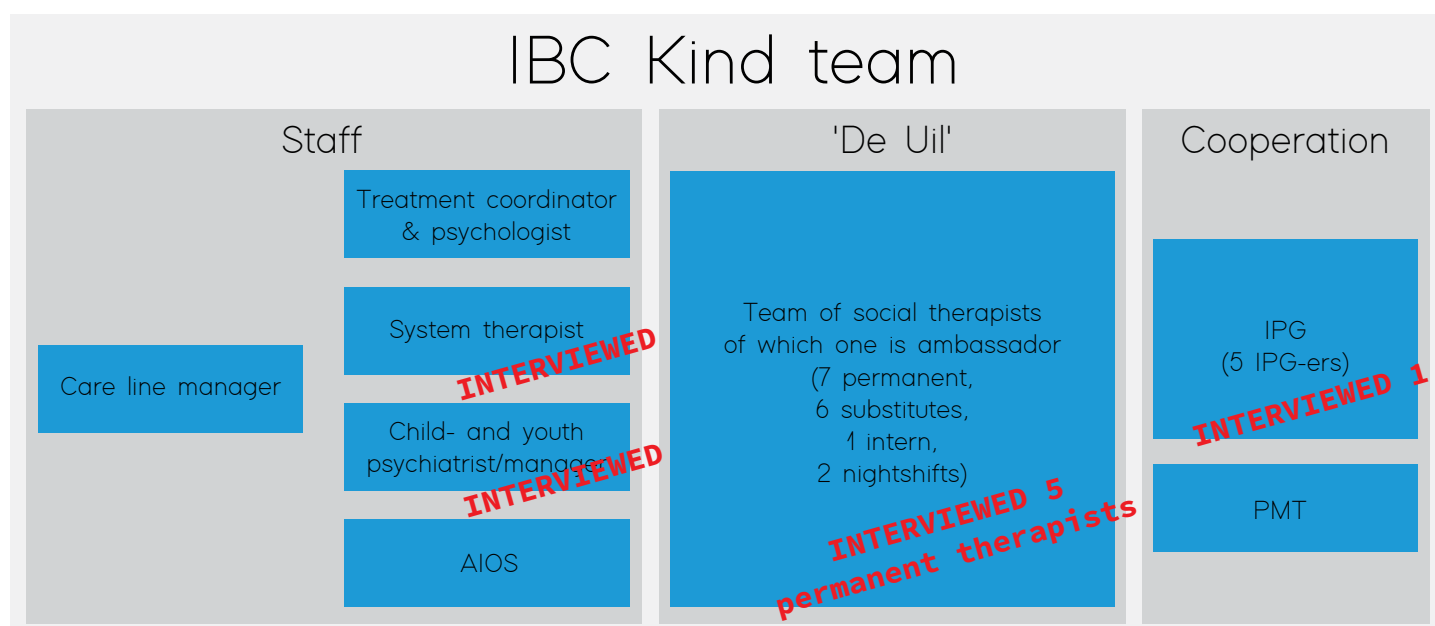 IBC Kind team
Staff
Care line manager
Treatment coordinator
& psychologist
System therapist
INTERVIEWED
Child- and youth
psychiatrist/manager
INTERVIEWED
AIOS
'De Uil'
Team of social therapists
of which one is ambassador
(7 permanent,
6 substitutes,
1 intern,
2 nightshifts)
INTERVIEWED 5
permanent therapists
Cooperation
IPG
(5 IPG-ers)
INTERVIEWED 1
PMT